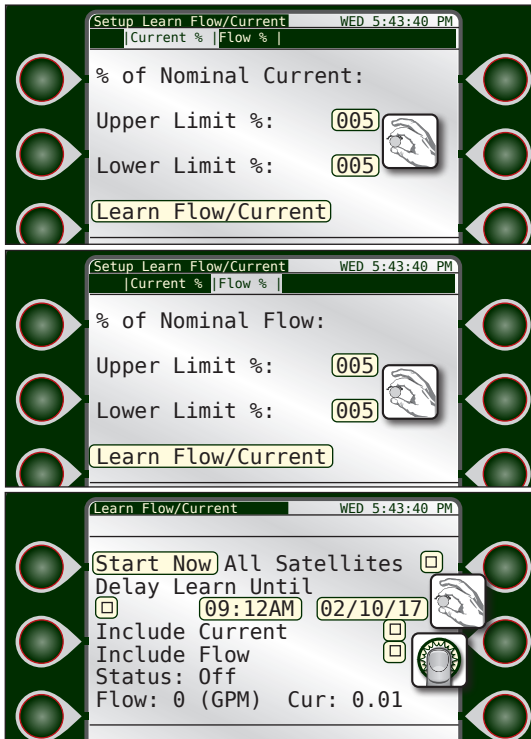 Setup Learn Flow/Current WED 5:43:40 PM
|Current % |Flow % |
% of Nominal Current:
Upper Limit %: 005
Lower Limit %: 005
Learn Flow/Current
Setup Learn Flow/Current WED 5:43:40 PM
|Current % |Flow % |
% of Nominal Flow:
Upper Limit %: 005
Lower Limit %: 005
Learn Flow/Current
Learn Flow/Current WED 5:43:40 PM
Start Now All Satellites
Delay Learn Until
09:12AM 02/10/17
Include Current
Include Flow
Status: Off
Flow: 0 (GPM) Cur: 0.01